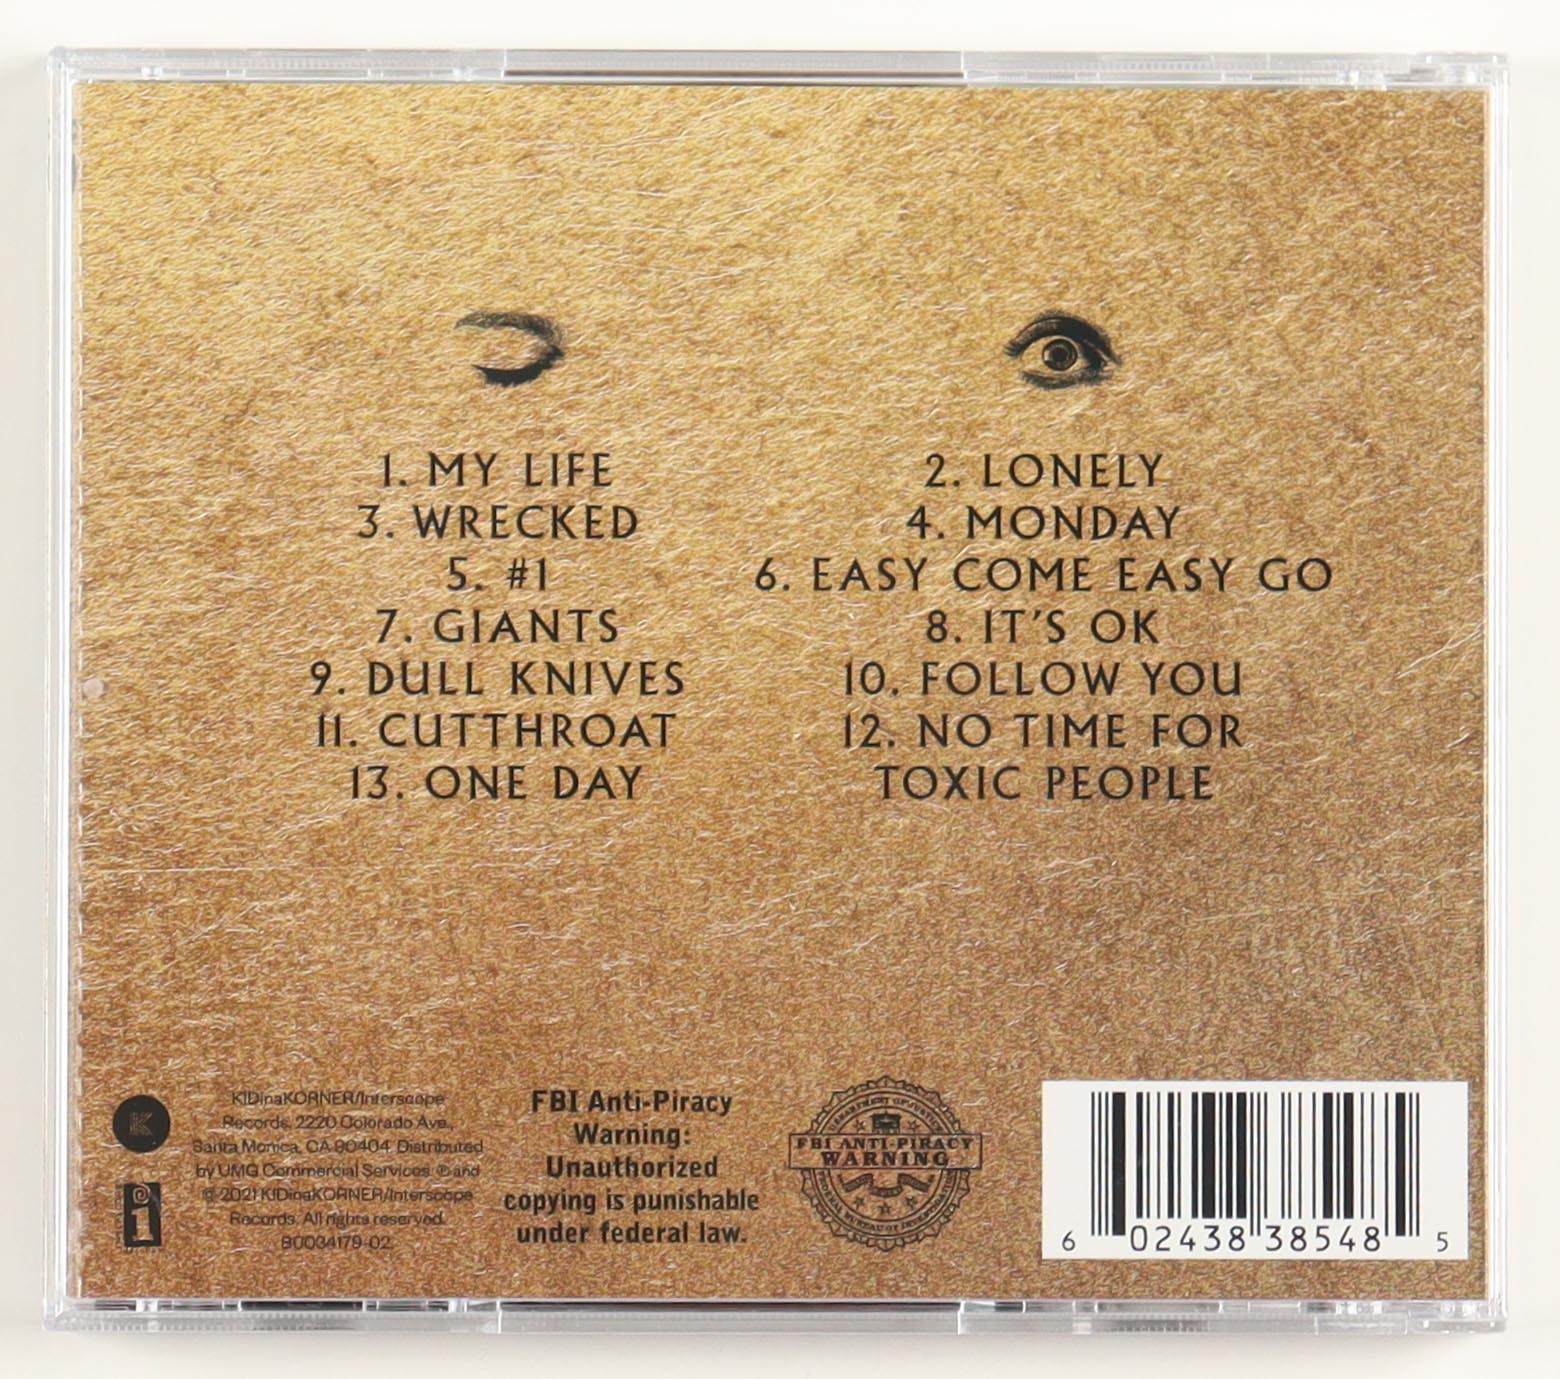 1. MY LIFE
2. LONELY
3. WRECKED
4. MONDAY
5. #1
6. EASY COME EASY GO
7. GIANTS
8. IT'S OK
9. DULL KNIVES
10. FOLLOW YOU
11. CUTTHROAT
12. NO TIME FOR
TOXIC PEOPLE
13. ONE DAY
K
i
KIDinaKORNER/Interscope
Records, 2220 Colorado Ave.,
Santa Monica, CA 90404. Distributed
by UMG Commercial Services. ℗ and
© 2021 KIDinaKORNER/Interscope
Records. All rights reserved.
B0034179-02
FBI Anti-Piracy
Warning:
Unauthorized
copying is punishable
under federal law.
FBI ANTI-PIRACY
WARNING
6 02438 38548 5